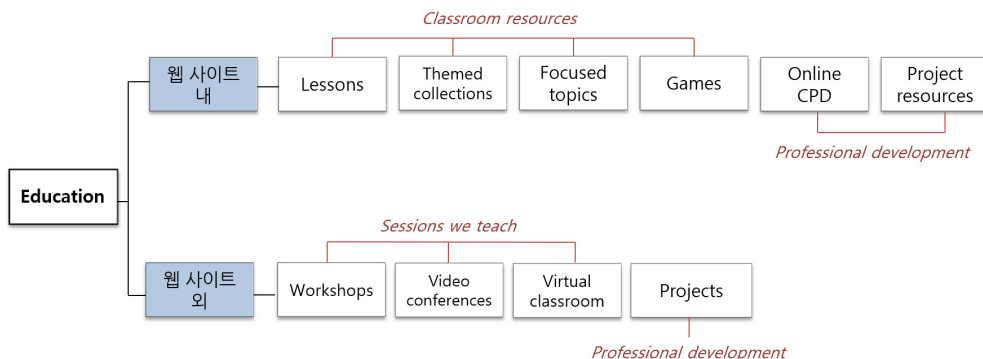 Classroom resources
웹 사이트
내
Lessons
Themed
collections
Focused
topics
Games
Online
CPD
Project
resources
Professional development
Education
Sessions we teach
웹 사이트
외
Workshops
Video
conferences
Virtual
classroom
Projects
Professional development